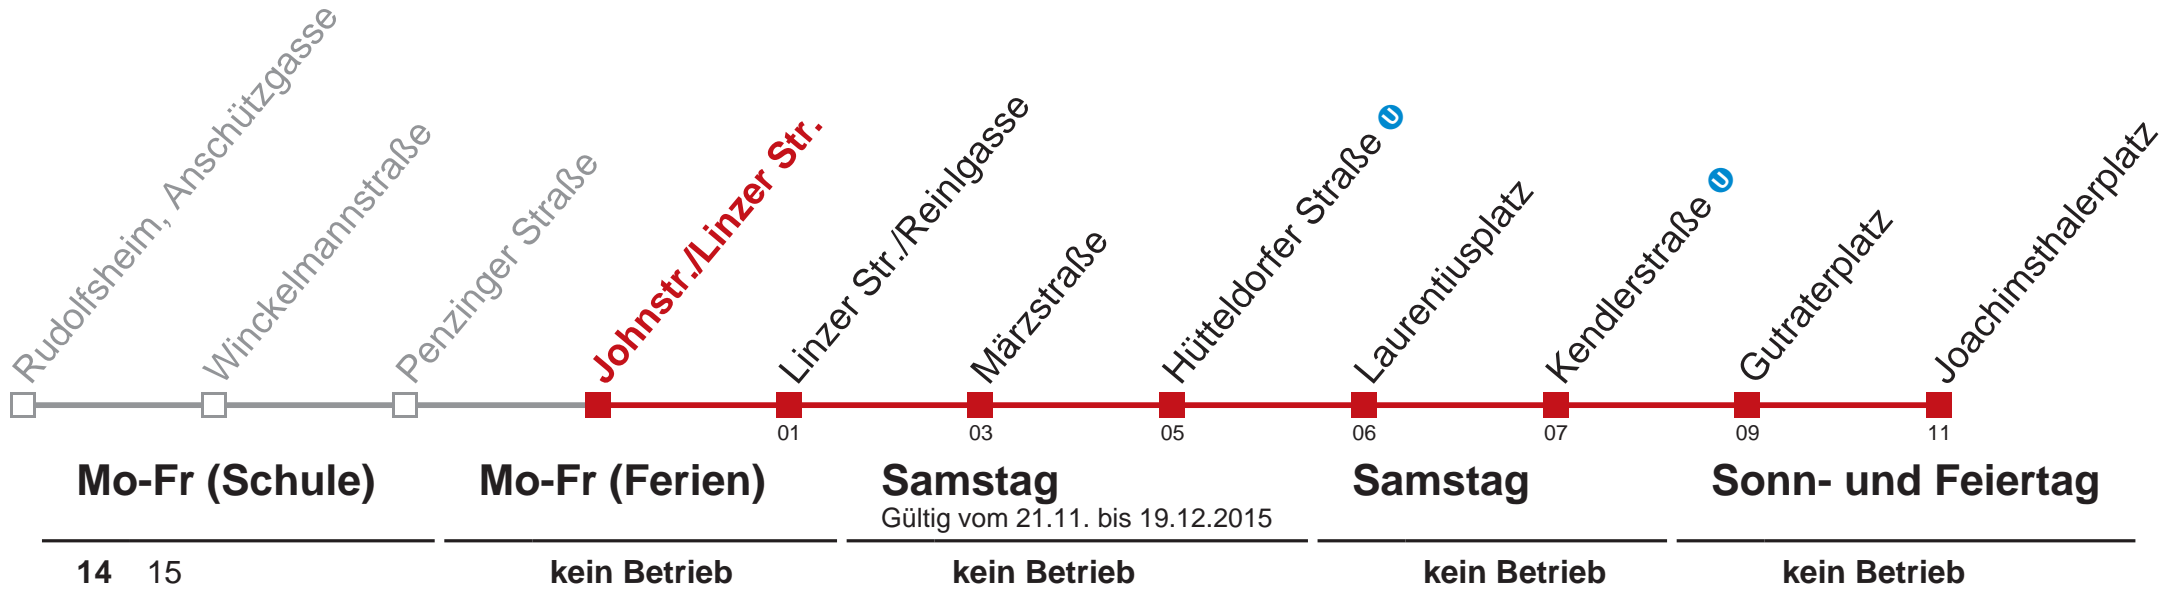 Rudolfsheim, Anschützgasse
Winckelmannstraße
Penzinger Straße
Johnstr./Linzer Str.
Linzer Str./Reinlgasse
Märzstraße
Hütteldorfer Straße U
Laurentiusplatz
Kendlerstraße U
Gutraterplatz
Joachimsthalerplatz
01 03 05 06 07 09 11
Mo-Fr (Schule) Mo-Fr (Ferien) Samstag Samstag Sonn- und Feiertag
Gültig vom 21.11. bis 19.12.2015
14 15 kein Betrieb kein Betrieb kein Betrieb kein Betrieb